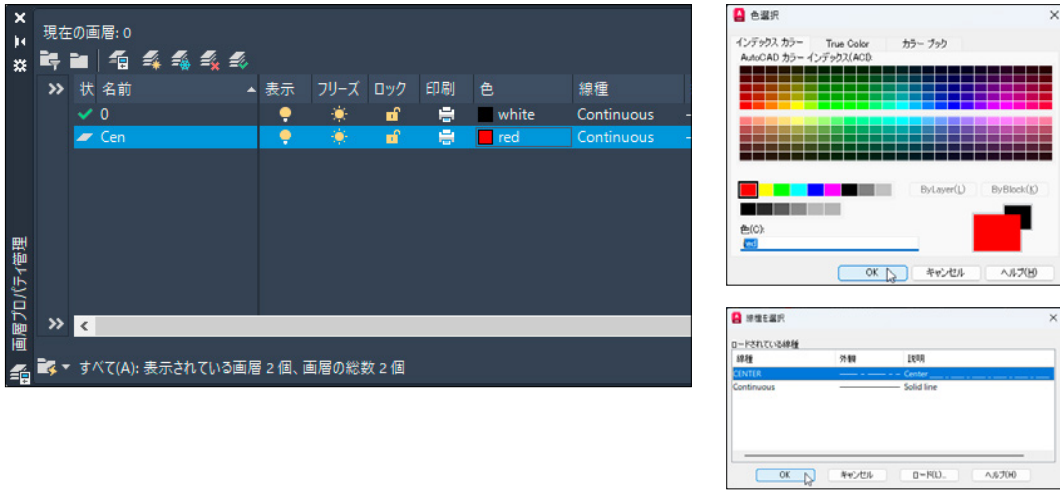 現在の画層: 0
状 名前 表示 フリーズ ロック 印刷 色 線種
0 white Continuous
Cen red Continuous
画層プロパティ管理
すべて(A): 表示されている画層 2 個、画層の総数 2 個
色選択
インデックス カラー True Color カラー ブック
AutoCAD カラー インデックス(ACI):
ByLayer(L) ByBlock(K)
色(C):
red
OK キャンセル ヘルプ(H)
線種を選択
ロードされている線種
線種 外観 説明
CENTER Center
Continuous Solid line
OK キャンセル ロード(L)... ヘルプ(H)